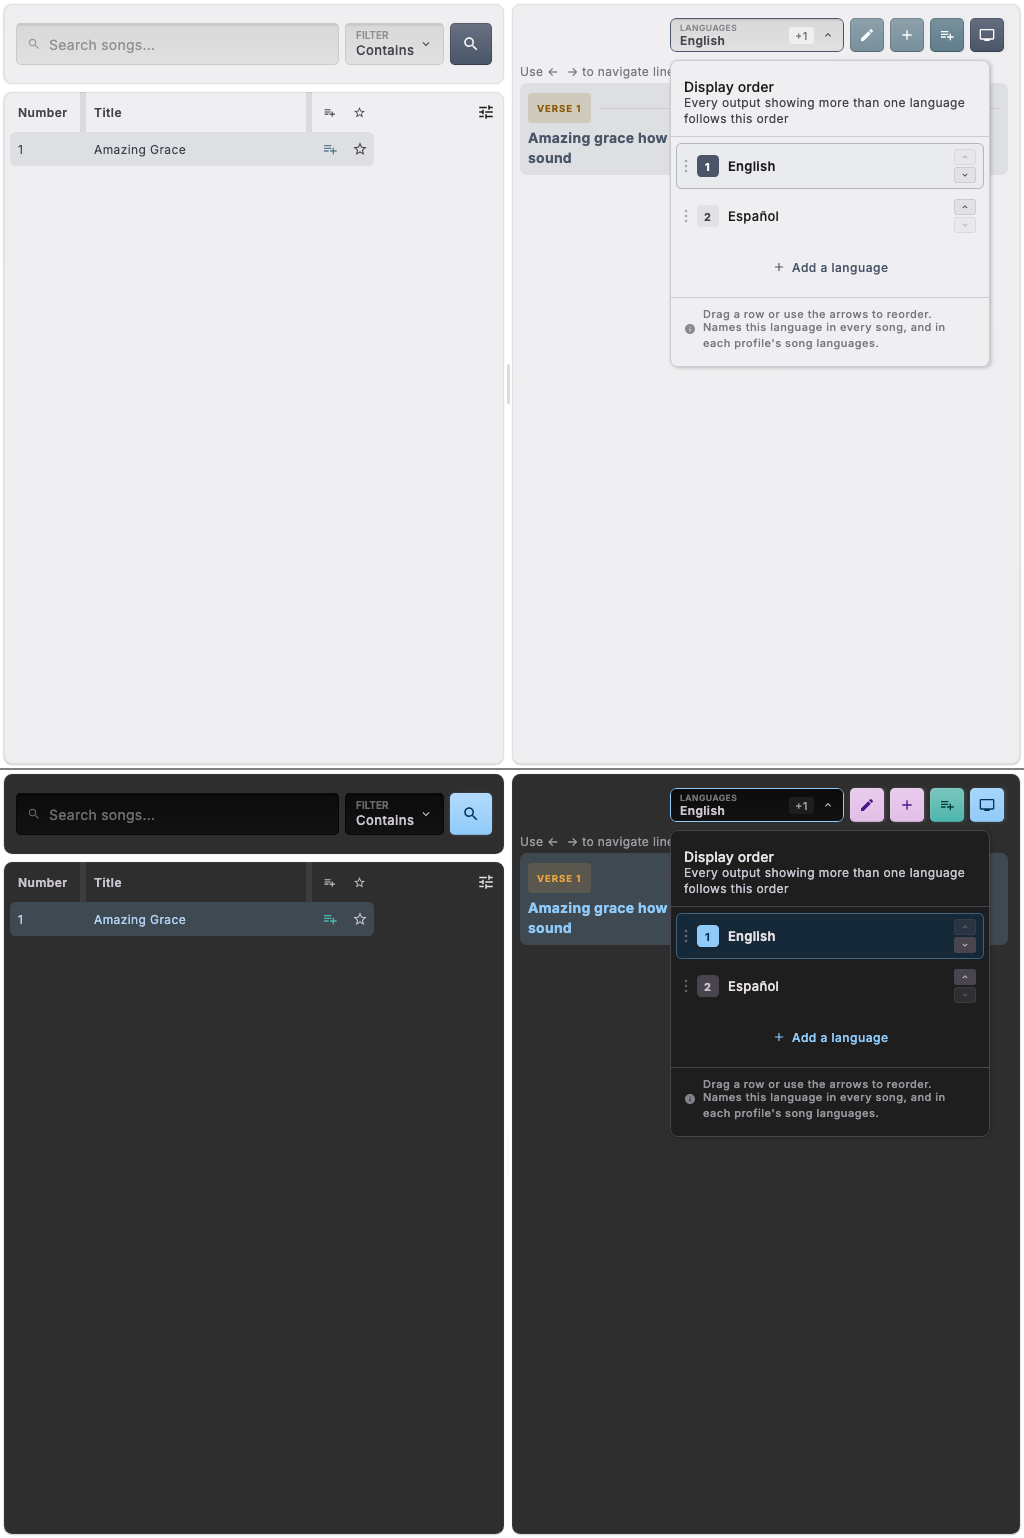 Search songs...
FILTER
Contains
Number
Title
1
Amazing Grace
LANGUAGES
English
+1
Use ← → to navigate line
VERSE 1
Amazing grace how
sound
Display order
Every output showing more than one language
follows this order
1
English
2
Español
+ Add a language
Drag a row or use the arrows to reorder.
Names this language in every song, and in
each profile's song languages.
Search songs...
FILTER
Contains
Number
Title
1
Amazing Grace
LANGUAGES
English
+1
Use ← → to navigate line
VERSE 1
Amazing grace how
sound
Display order
Every output showing more than one language
follows this order
1
English
2
Español
+ Add a language
Drag a row or use the arrows to reorder.
Names this language in every song, and in
each profile's song languages.